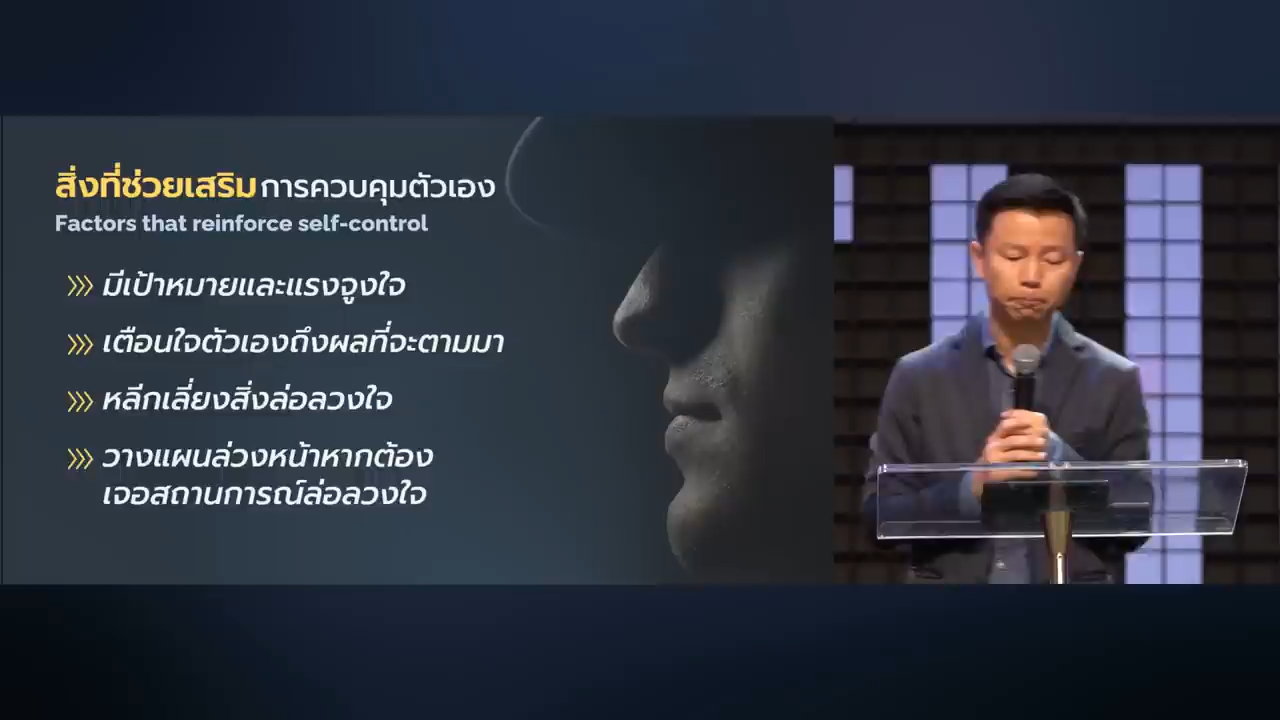 สิ่งที่ช่วยเสริมการควบคุมตัวเอง
Factors that reinforce self-control
มีเป้าหมายและแรงจูงใจ
เตือนใจตัวเองถึงผลที่จะตามมา
หลีกเลี่ยงสิ่งล่อลวงใจ
วางแผนล่วงหน้าหากต้อง
เจอสถานการณ์ล่อลวงใจ